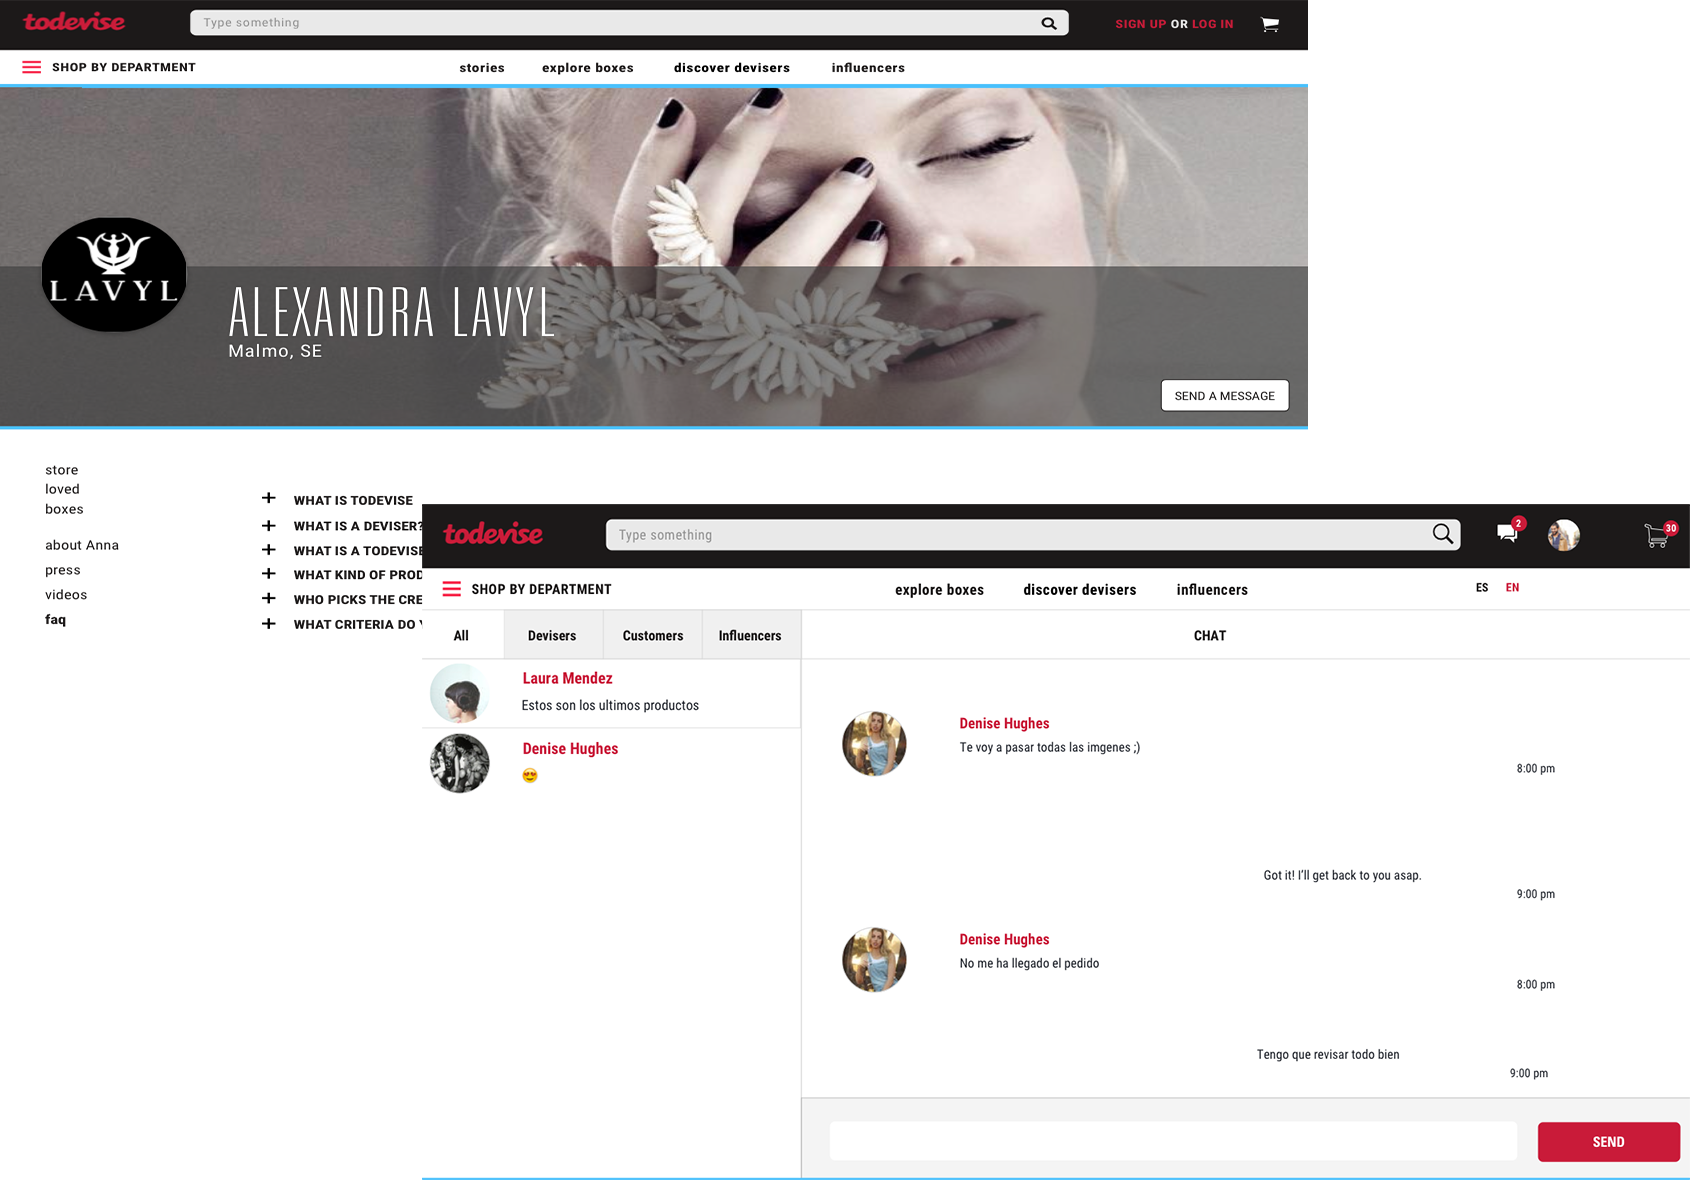 todevise
Type something
SIGN UP OR LOG IN
SHOP BY DEPARTMENT
stories
explore boxes
discover devisers
influencers
LAVYL
ALEXANDRA LAVYL
Malmo, SE
SEND A MESSAGE
store
loved
boxes
about Anna
press
videos
faq
WHAT IS TODEVISE
WHAT IS A DEVISER?
WHAT IS A TODEVISE
WHAT KIND OF PROD
WHO PICKS THE CRE
WHAT CRITERIA DO Y
todevise
Type something
2
30
SHOP BY DEPARTMENT
explore boxes
discover devisers
influencers
ES
EN
All
Devisers
Customers
Influencers
CHAT
Laura Mendez
Estos son los ultimos productos
Denise Hughes
Denise Hughes
Te voy a pasar todas las imgenes ;)
8:00 pm
Got it! I'll get back to you asap.
9:00 pm
Denise Hughes
No me ha llegado el pedido
8:00 pm
Tengo que revisar todo bien
9:00 pm
SEND